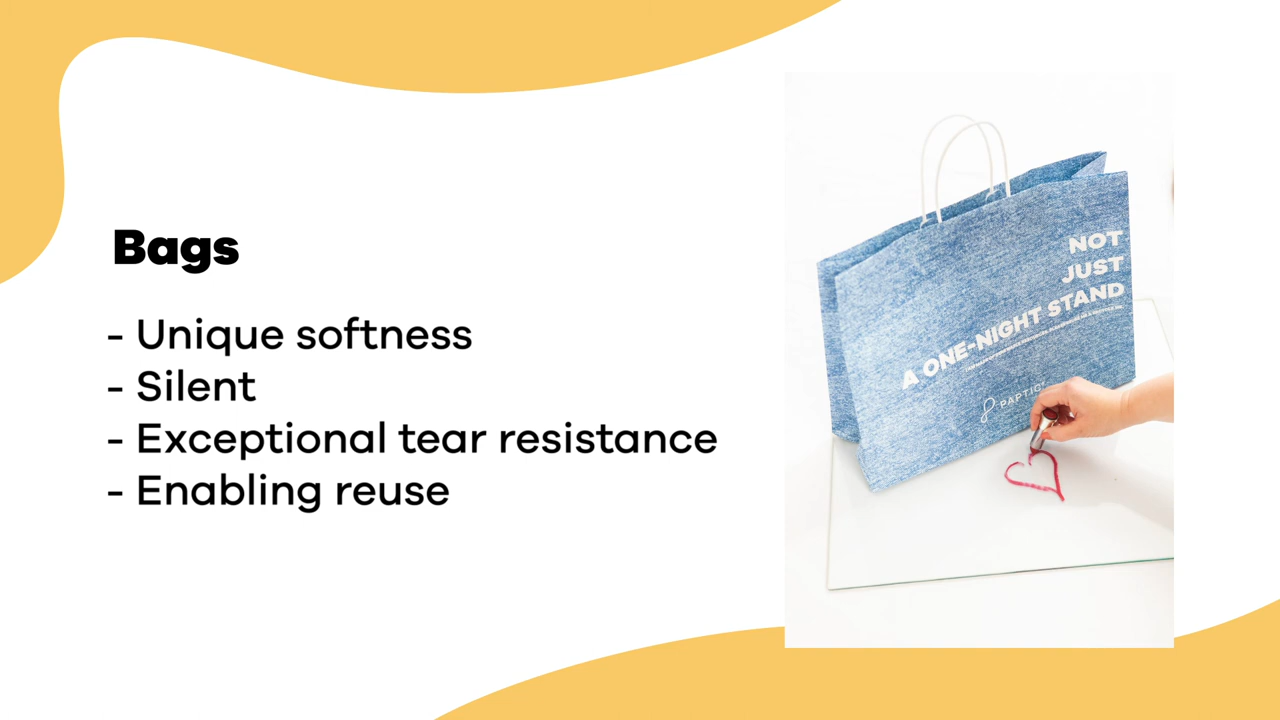 Bags
- Unique softness
- Silent
- Exceptional tear resistance
- Enabling reuse
NOT
JUST
A ONE-NIGHT STAND
PAPTIC